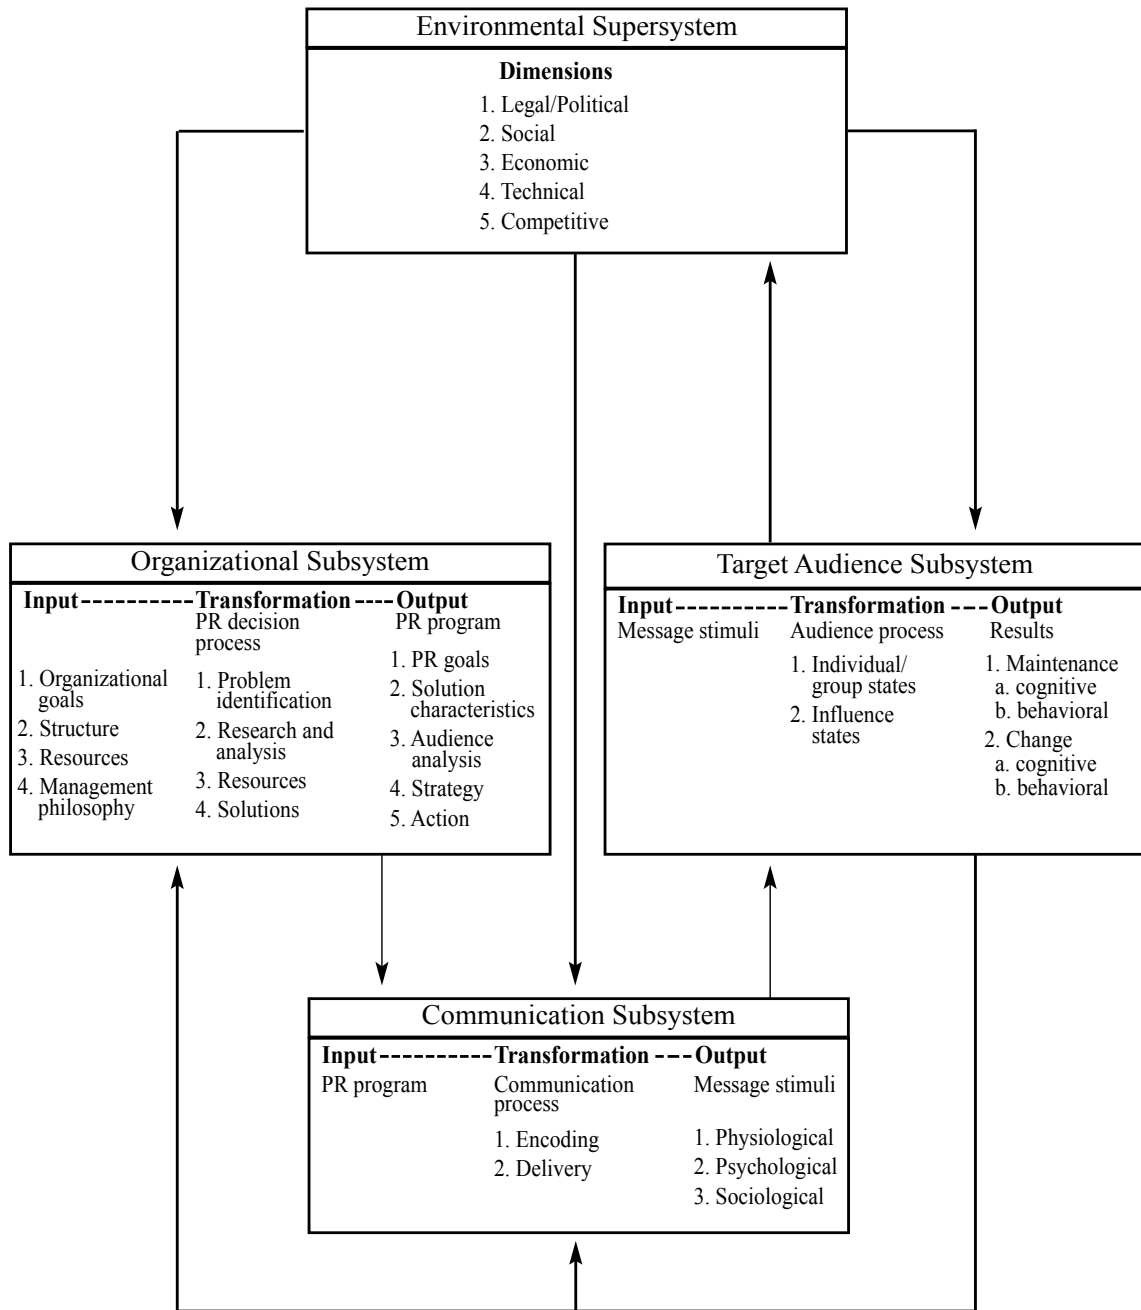 Environmental Supersystem
Dimensions
1. Legal/Political
2. Social
3. Economic
4. Technical
5. Competitive
Organizational Subsystem
Input Transformation Output
PR decision
process
PR program
1. Organizational
goals
2. Structure
3. Resources
4. Management
philosophy
1. Problem
identification
2. Research and
analysis
3. Resources
4. Solutions
1. PR goals
2. Solution
characteristics
3. Audience
analysis
4. Strategy
5. Action
Target Audience Subsystem
Input Transformation Output
Message stimuli
Audience process
1. Individual/
group states
2. Influence
states
Results
1. Maintenance
a. cognitive
b. behavioral
2. Change
a. cognitive
b. behavioral
Communication Subsystem
Input Transformation Output
PR program
Communication
process
1. Encoding
2. Delivery
Message stimuli
1. Physiological
2. Psychological
3. Sociological